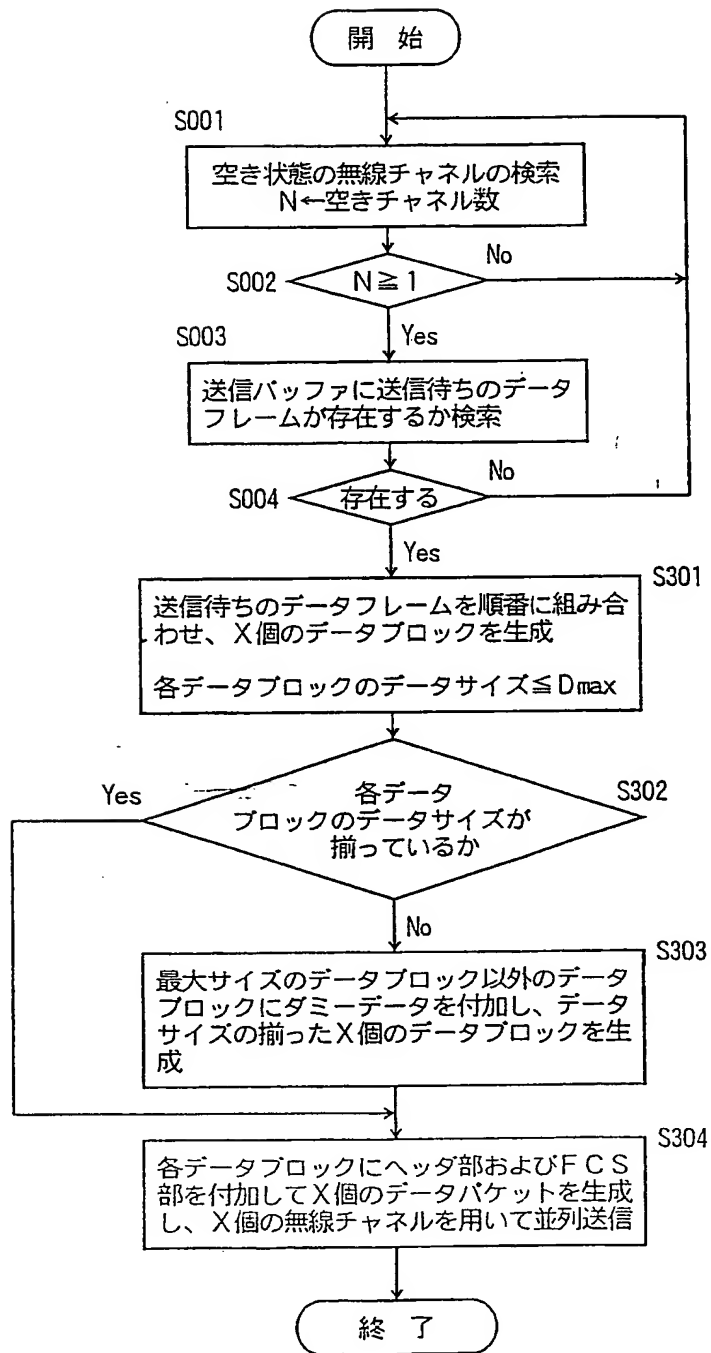 開 始
S001
空き状態の無線チャネルの検索
N←空きチャネル数
No
S002
N≧1
S003
Yes
送信バッファに送信待ちのデータ
フレームが存在するか検索
No
S004
存在する
Yes
S301
送信待ちのデータフレームを順番に組み合
わせ、X個のデータブロックを生成
各データブロックのデータサイズ≦Dmax
Yes
各データ
S302
ブロックのデータサイズが
揃っているか
No
S303
最大サイズのデータブロック以外のデータ
ブロックにダミーデータを付加し、データ
サイズの揃ったX個のデータブロックを生
成
S304
各データブロックにヘッダ部およびFCS
部を付加してX個のデータパケットを生成
し、X個の無線チャネルを用いて並列送信
終 了